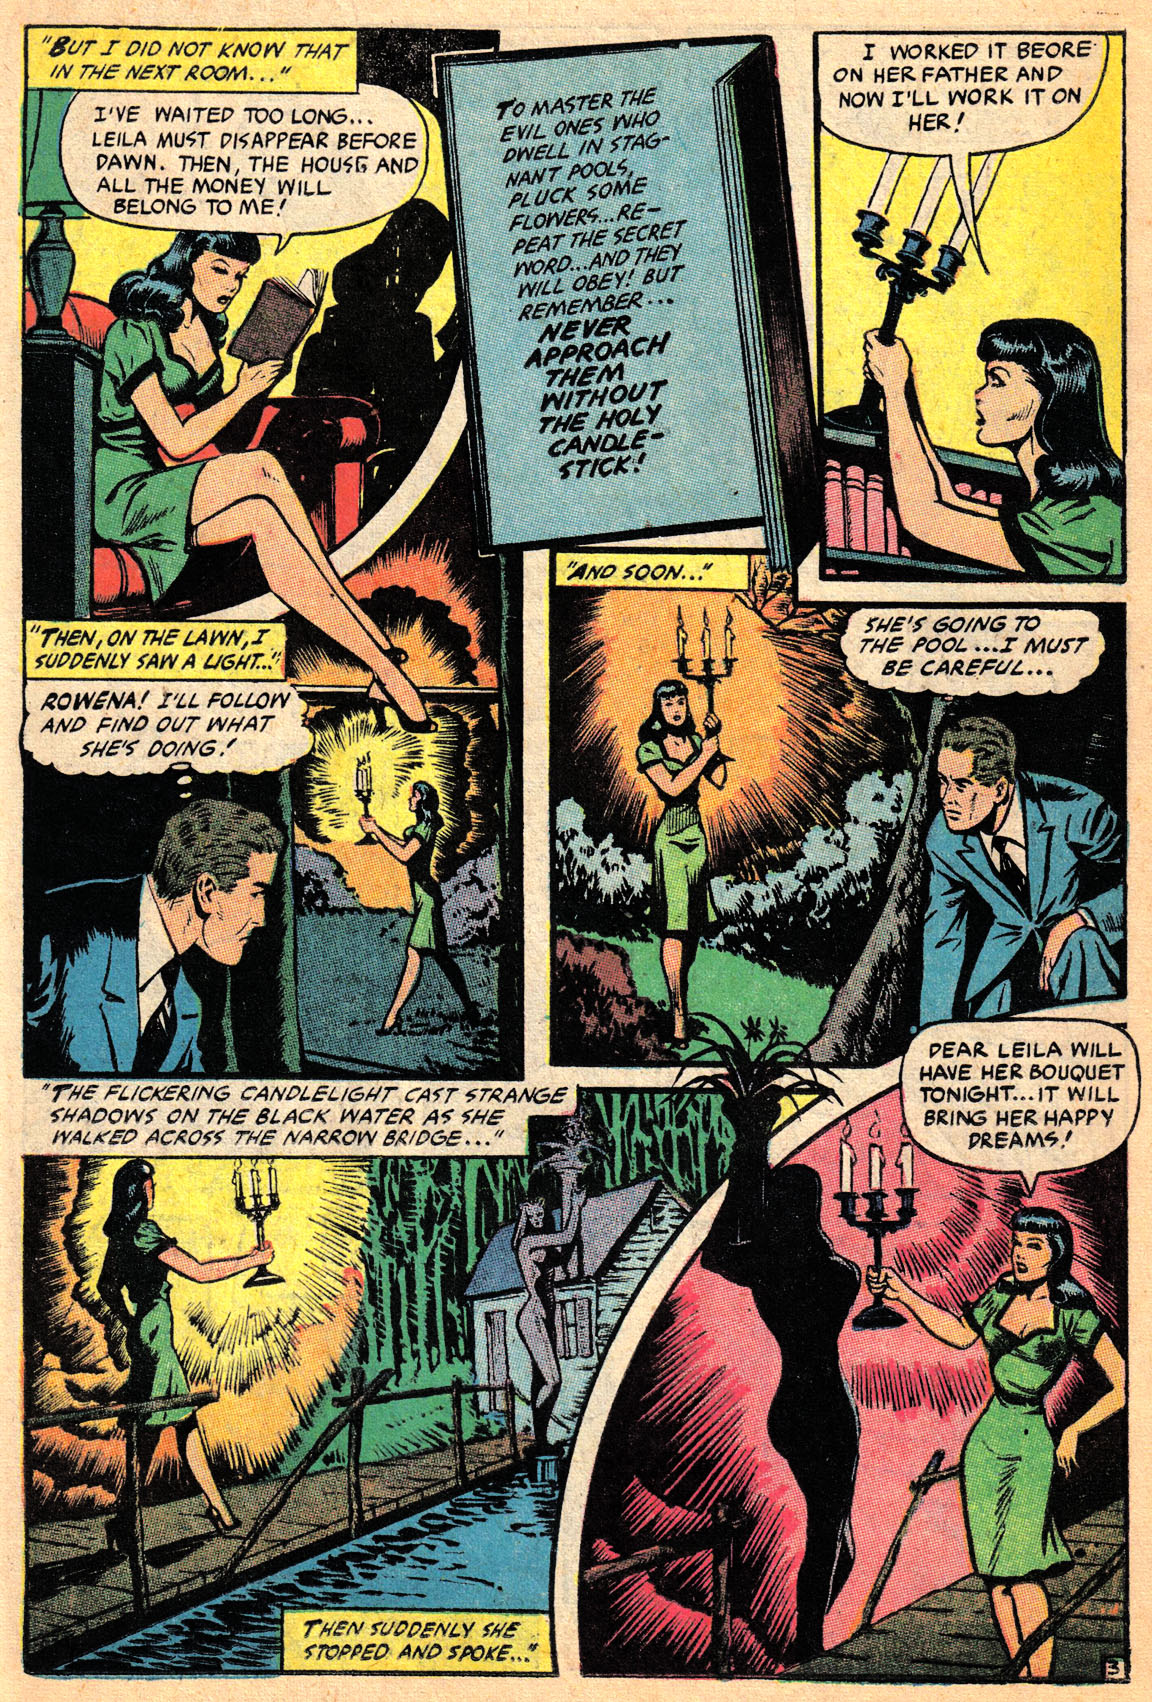 "BUT I DID NOT KNOW THAT
IN THE NEXT ROOM..."
I'VE WAITED TOO LONG...
LEILA MUST DISAPPEAR BEFORE
DAWN. THEN, THE HOUSE AND
ALL THE MONEY WILL
BELONG TO ME!
TO MASTER THE
EVIL ONES WHO
DWELL IN STAG-
NANT POOLS,
PLUCK SOME
FLOWERS...RE-
PEAT THE SECRET
WORD...AND THEY
WILL OBEY! BUT
REMEMBER...
NEVER
APPROACH
THEM
WITHOUT
THE HOLY
CANDLE-
STICK!
I WORKED IT BEORE
ON HER FATHER AND
NOW I'LL WORK IT ON
HER!
"THEN, ON THE LAWN, I
SUDDENLY SAW A LIGHT..."
ROWENA! I'LL FOLLOW
AND FIND OUT WHAT
SHE'S DOING!
"AND SOON..."
SHE'S GOING TO
THE POOL...I MUST
BE CAREFUL...
"THE FLICKERING CANDLELIGHT CAST STRANGE
SHADOWS ON THE BLACK WATER AS SHE
WALKED ACROSS THE NARROW BRIDGE..."
THEN SUDDENLY SHE
STOPPED AND SPOKE..."
DEAR LEILA WILL
HAVE HER BOUQUET
TONIGHT...IT WILL
BRING HER HAPPY
DREAMS!
3